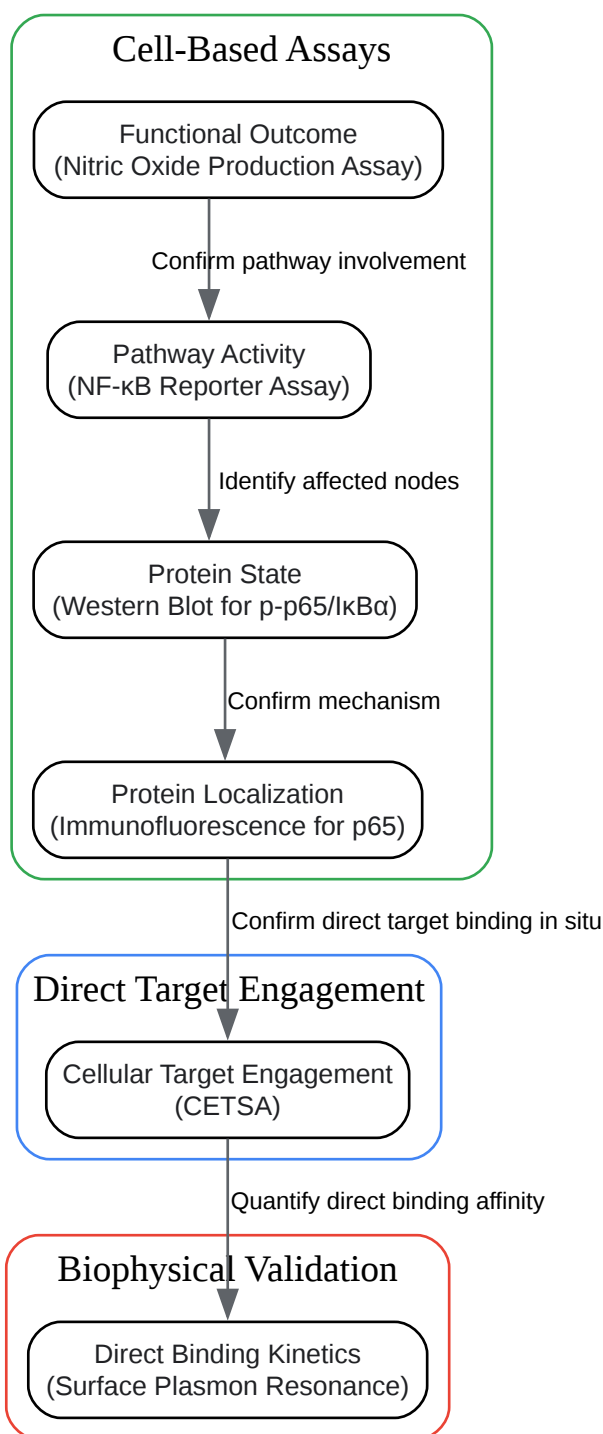 Cell-Based Assays
Functional Outcome
(Nitric Oxide Production Assay)
Confirm pathway involvement
Pathway Activity
(NF-κB Reporter Assay)
Identify affected nodes
Protein State
(Western Blot for p-p65/IκBα)
Confirm mechanism
Protein Localization
(Immunofluorescence for p65)
Confirm direct target binding in situ
Direct Target Engagement
Cellular Target Engagement
(CETSA)
Quantify direct binding affinity
Biophysical Validation
Direct Binding Kinetics
(Surface Plasmon Resonance)